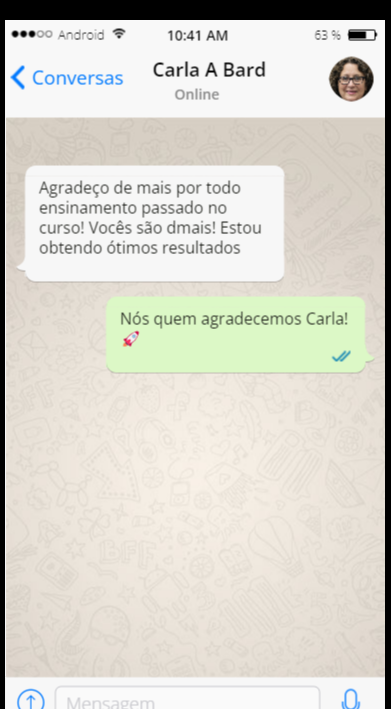 Android 10:41 AM 63 %
Conversas Carla A Bard
Online
Agradeço de mais por todo
ensinamento passado no
curso! Vocês são dmais! Estou
obtendo ótimos resultados
Nós quem agradecemos Carla!
BFF
Mensagem